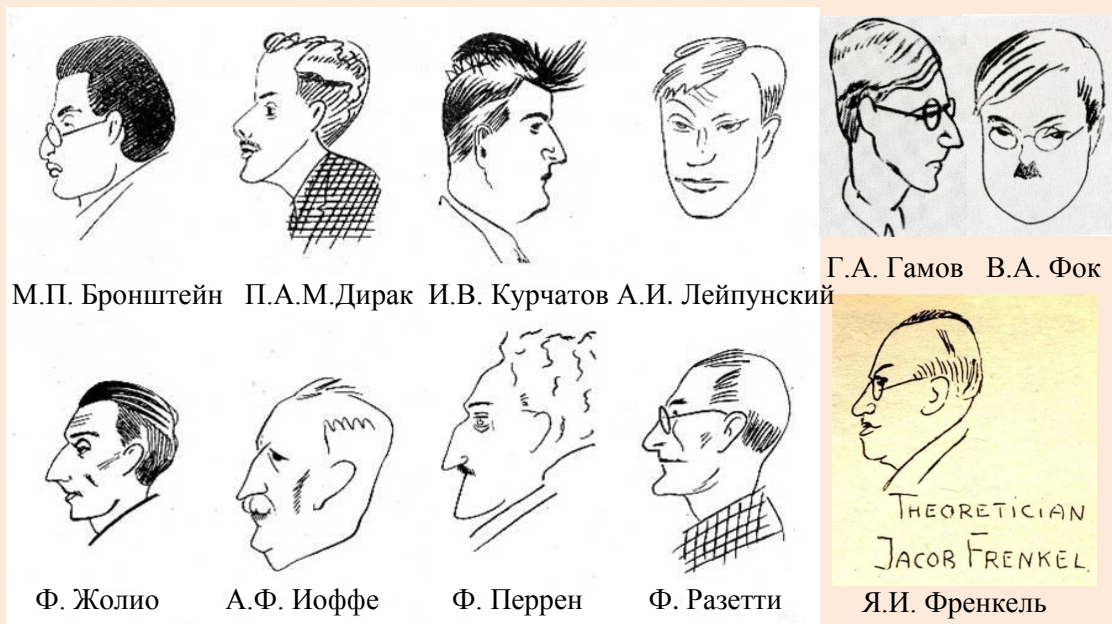 М.П. Бронштейн П.А.М.Дирак И.В. Курчатов А.И. Лейпунский
Г.А. Гамов В.А. Фок
THEORETICIAN
JACOB FRENKEL
Ф. Жолио А.Ф. Иоффе Ф. Перрен Ф. Разетти
Я.И. Френкель